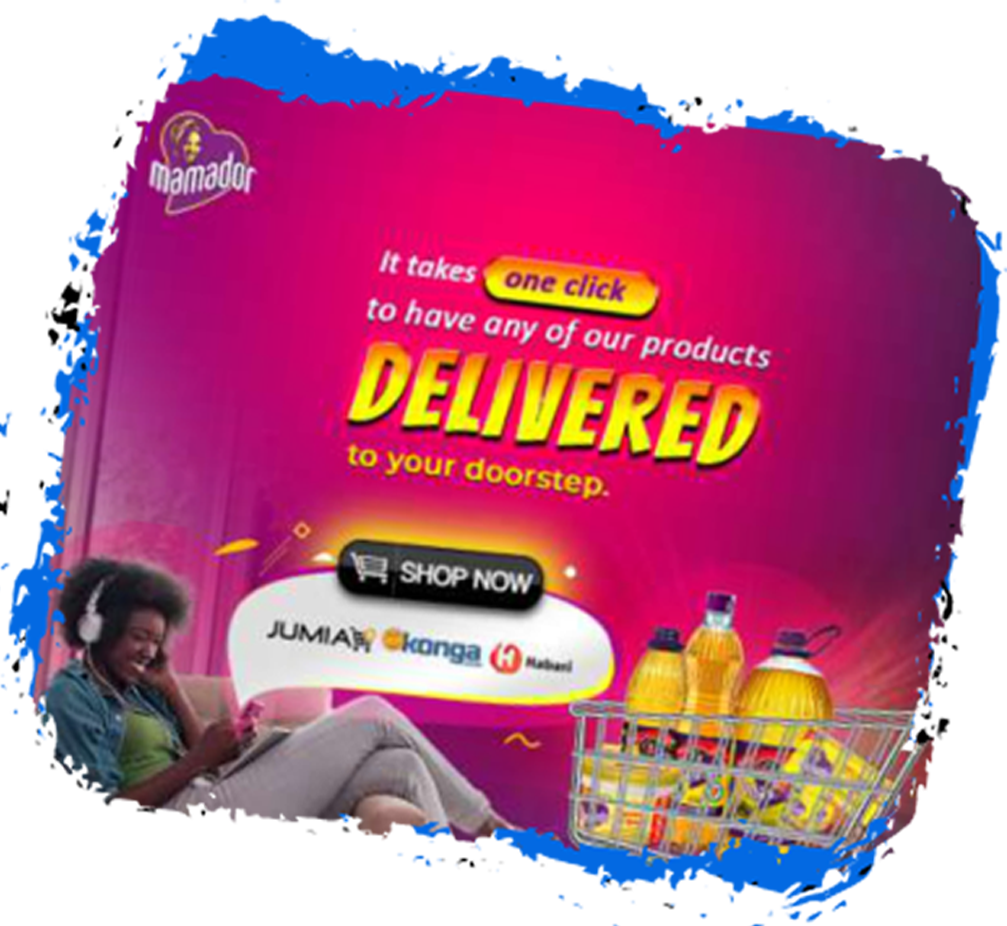 mamador
It takes one click
to have any of our products
DELIVERED
to your doorstep.
SHOP NOW
JUMIA konga Habari